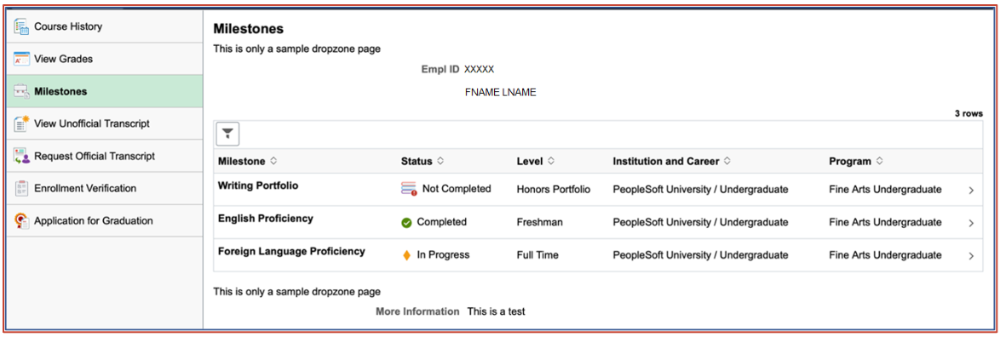 Course History
View Grades
Milestones
View Unofficial Transcript
Request Official Transcript
Enrollment Verification
Application for Graduation
Milestones
This is only a sample dropzone page
Empl ID XXXXX
FNAME LNAME
3 rows
Milestone Status Level Institution and Career Program
Writing Portfolio Not Completed Honors Portfolio PeopleSoft University / Undergraduate Fine Arts Undergraduate
English Proficiency Completed Freshman PeopleSoft University / Undergraduate Fine Arts Undergraduate
Foreign Language Proficiency In Progress Full Time PeopleSoft University / Undergraduate Fine Arts Undergraduate
This is only a sample dropzone page
More Information This is a test